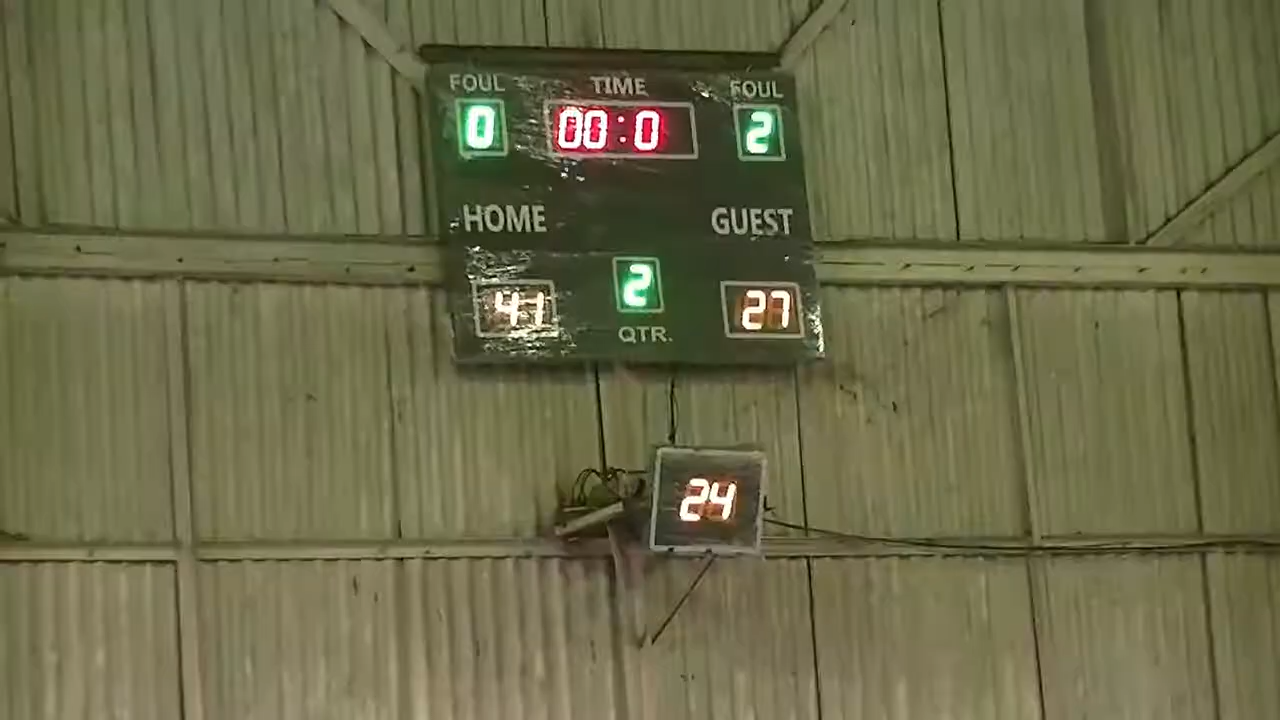 FOUL TIME FOUL
0 00:0 2
HOME GUEST
41 2 27
QTR.
24